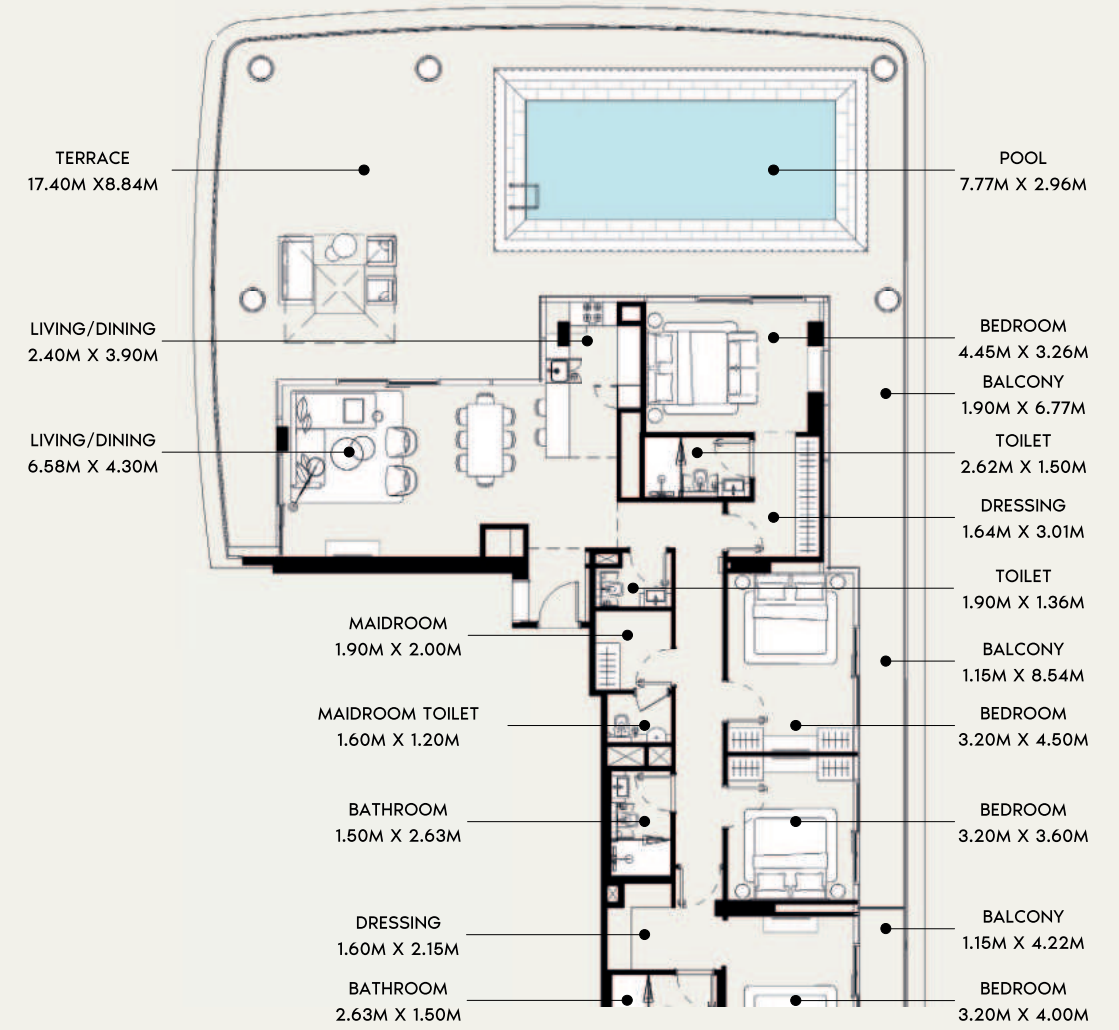 TERRACE
17.40M X8.84M
LIVING/DINING
2.40M X 3.90M
LIVING/DINING
6.58M X 4.30M
MAIDROOM
1.90M X 2.00M
MAIDROOM TOILET
1.60M X 1.20M
BATHROOM
1.50M X 2.63M
DRESSING
1.60M X 2.15M
BATHROOM
2.63M X 1.50M
POOL
7.77M X 2.96M
BEDROOM
4.45M X 3.26M
BALCONY
1.90M X 6.77M
TOILET
2.62M X 1.50M
DRESSING
1.64M X 3.01M
TOILET
1.90M X 1.36M
BALCONY
1.15M X 8.54M
BEDROOM
3.20M X 4.50M
BEDROOM
3.20M X 3.60M
BALCONY
1.15M X 4.22M
BEDROOM
3.20M X 4.00M